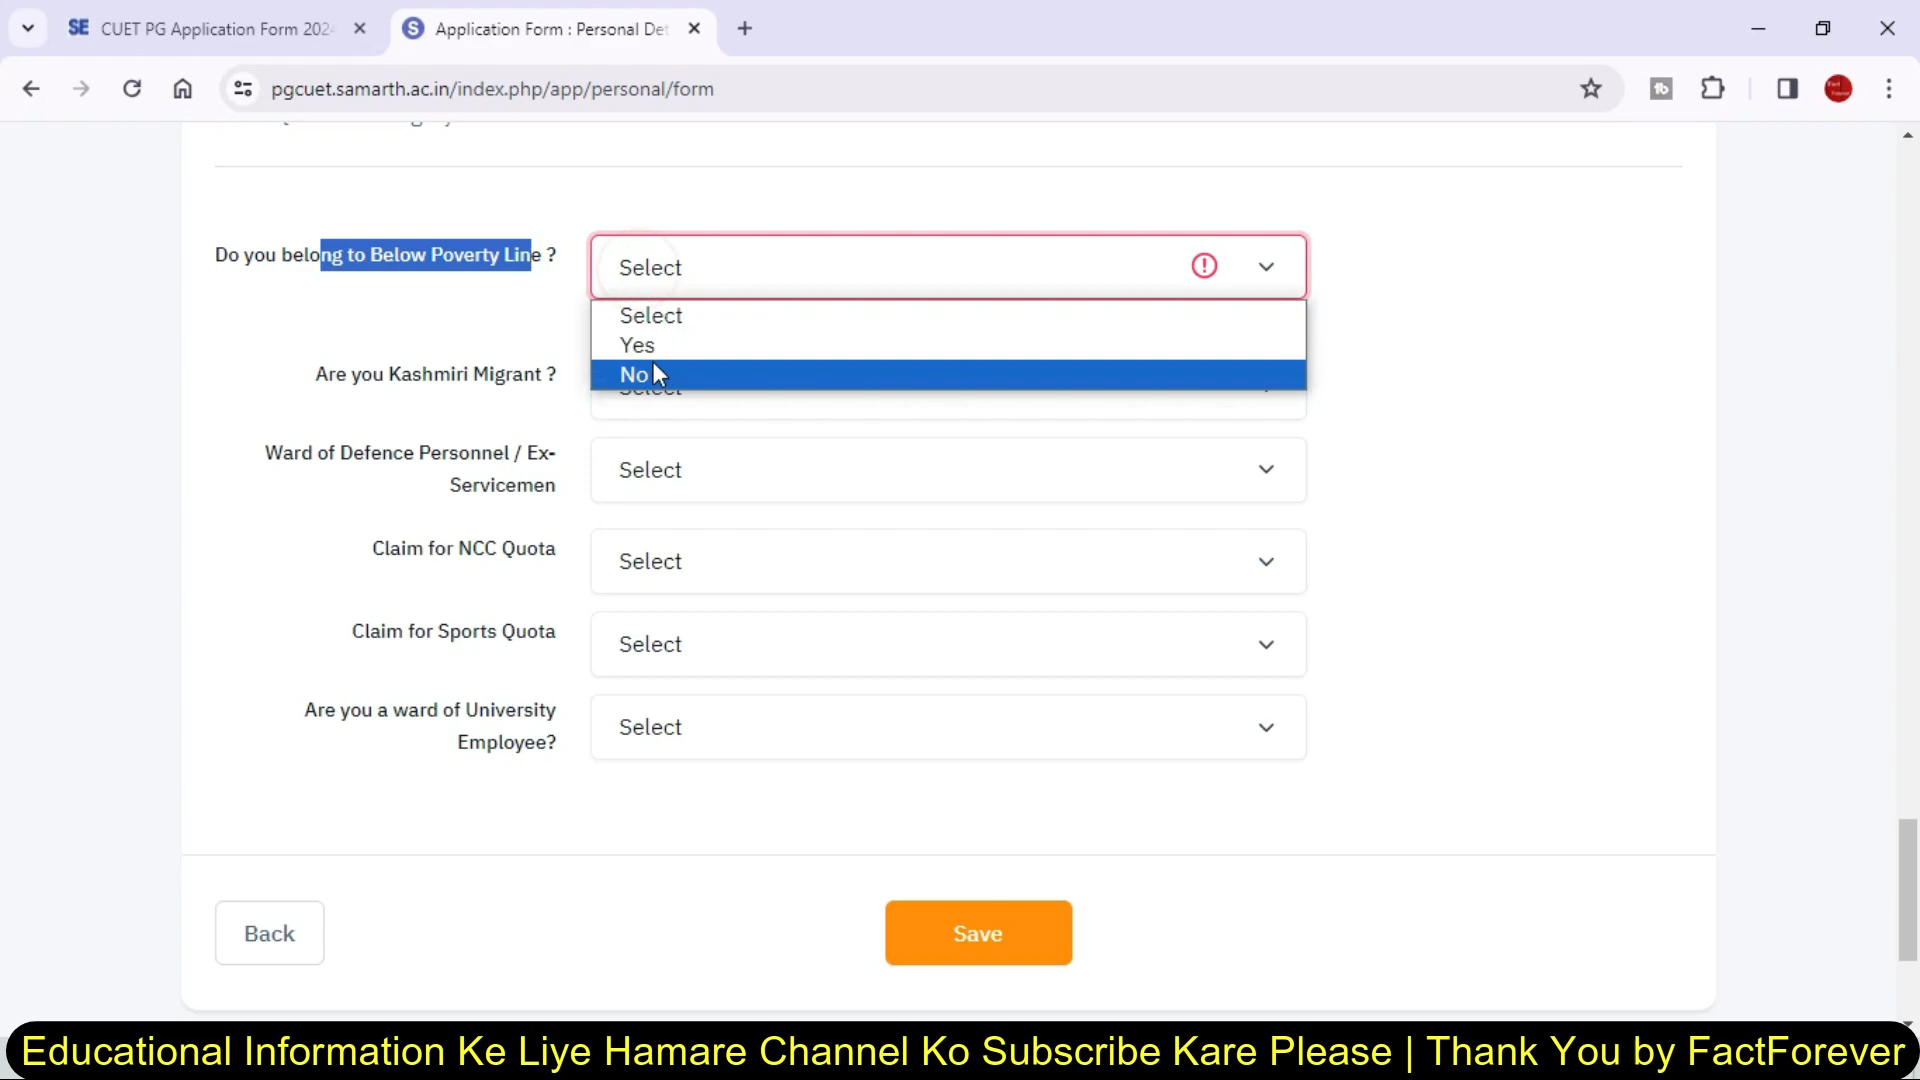 SE CUET PG Application Form 202
S Application Form : Personal Det
pgcuet.samarth.ac.in/index.php/app/personal/form
Do you belong to Below Poverty Line ?
Select
Select
Yes
No
Are you Kashmiri Migrant ?
Select
Ward of Defence Personnel / Ex-
Servicemen
Select
Claim for NCC Quota
Select
Claim for Sports Quota
Select
Are you a ward of University
Employee?
Select
Back
Save
Educational Information Ke Liye Hamare Channel Ko Subscribe Kare Please | Thank You by FactForever